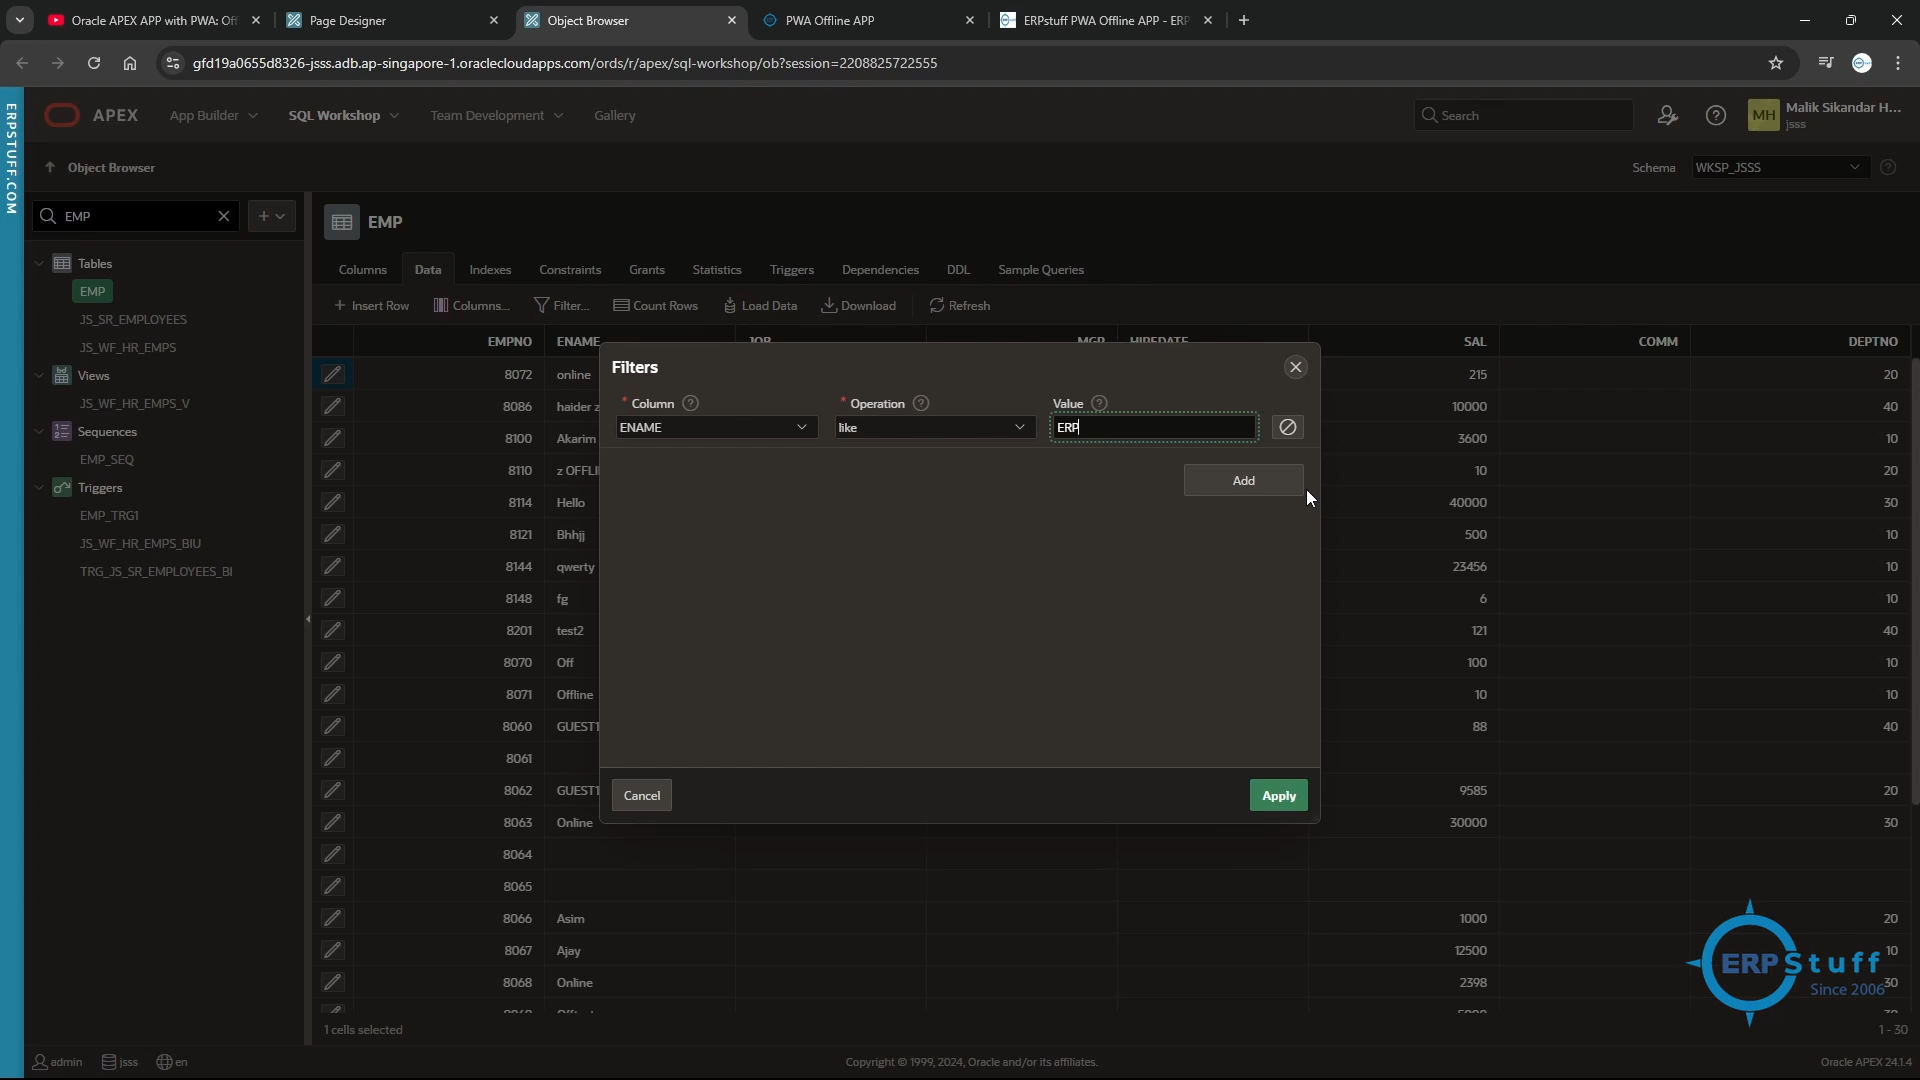 Oracle APEX APP with PWA: Off
Page Designer
Object Browser
PWA Offline APP
ERPstuff PWA Offline APP - ERP
gfd19a0655d8326-jsss.adb.ap-singapore-1.oraclecloudapps.com/ords/r/apex/sql-workshop/ob?session=2208825722555
ERPSTUFF.COM
APEX App Builder SQL Workshop Team Development Gallery
Search
MH Malik Sikandar H...
jsss
Object Browser
Schema WKSP_JSSS
EMP
Tables
EMP
JS_SR_EMPLOYEES
JS_WF_HR_EMPS
Views
JS_WF_HR_EMPS_V
Sequences
EMP_SEQ
Triggers
EMP_TRG1
JS_WF_HR_EMPS_BIU
TRG_JS_SR_EMPLOYEES_BI
EMP
Columns Data Indexes Constraints Grants Statistics Triggers Dependencies DDL Sample Queries
Insert Row Columns... Filter... Count Rows Load Data Download Refresh
EMPNO ENAME JOB MGR HIREDATE SAL COMM DEPTNO
8072 online 215 20
8086 haider z 10000 40
8100 Akarim 3600 10
8110 z OFFLI 10 20
8114 Hello 40000 30
8121 Bhhjj 500 10
8144 qwerty 23456 10
8148 fg 6 10
8201 test2 121 40
8070 Off 100 10
8071 Offline 10 10
8060 GUEST1 88 40
8061
8062 GUEST1 9585 20
8063 Online 30000 30
8064
8065
8066 Asim 1000 20
8067 Ajay 12500 10
8068 Online 2398 30
Filters
* Column * Operation Value
ENAME like ERP
Add
Cancel Apply
1 cells selected
1 - 30
ERPStuff
Since 2006
admin jsss en
Copyright © 1999, 2024, Oracle and/or its affiliates.
Oracle APEX 24.1.4